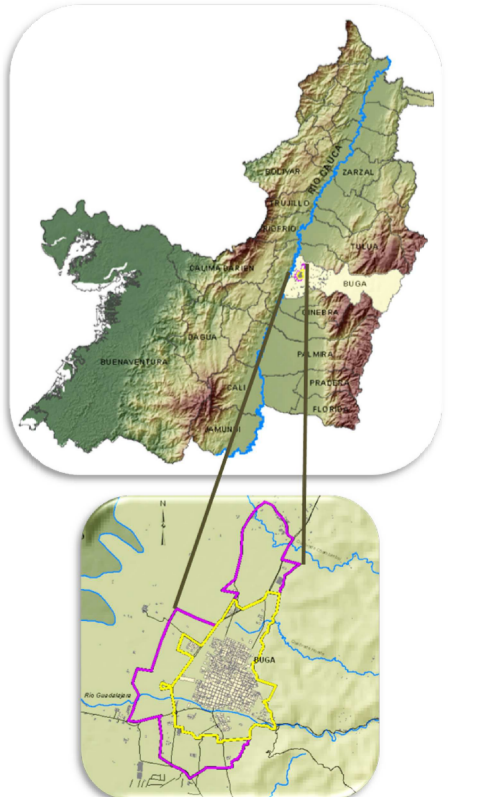 RIO CAUCA
BOLIVAR
ZARZAL
TRUJILLO
RIOFRIO
TULUA
CALIMA DARIEN
BUGA
GINEBRA
DAGUA
BUENAVENTURA
PALMIRA
CALI
PRADERA
FLORIDA
JAMUNDI
N
BUGA
Río Guadalajara